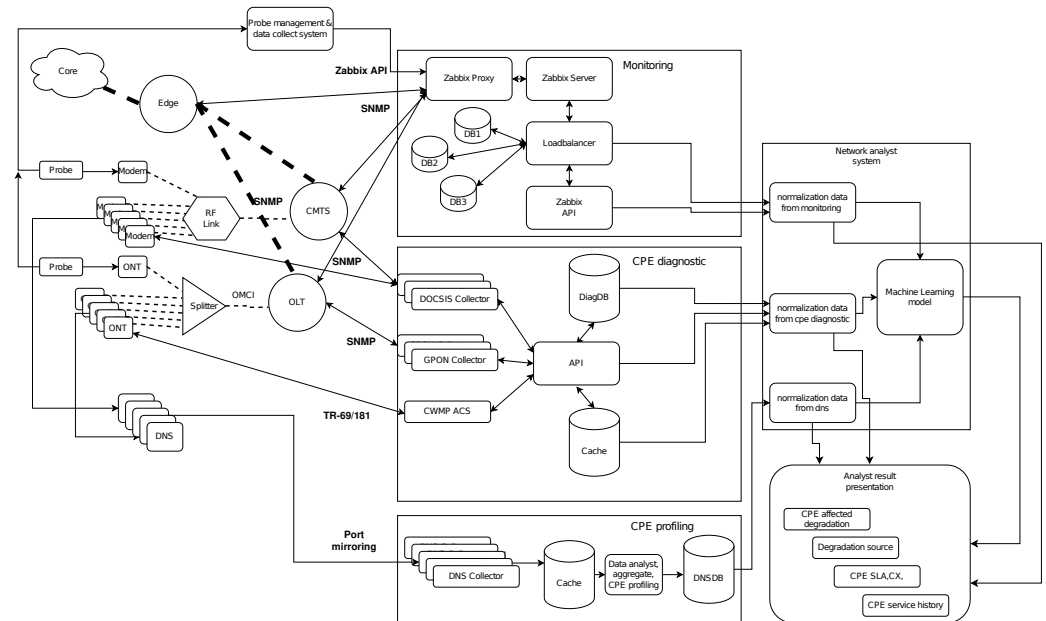 Probe management &
data collect system
Zabbix API
SNMP
Core
Edge
Zabbix Proxy
Zabbix Server
Monitoring
DB1
DB2
DB3
Loadbalancer
Zabbix
API
Network analyst
system
normalization data
from monitoring
Probe
Modem
SNMP
RF
Link
CMTS
Modem
Probe
ONT
SNMP
OMCI
Splitter
OLT
ONT
SNMP
TR-69/181
CPE diagnostic
DOCSIS Collector
GPON Collector
CWMP ACS
DiagDB
API
Cache
normalization data
from cpe diagnostic
Machine Learning
model
normalization data
from dns
DNS
Port
mirroring
CPE profiling
DNS Collector
Cache
Data analyst,
aggregate,
CPE profiling
DNSDB
Analyst result
presentation
CPE affected
degradation
Degradation source
CPE SLA,CX,
CPE service history